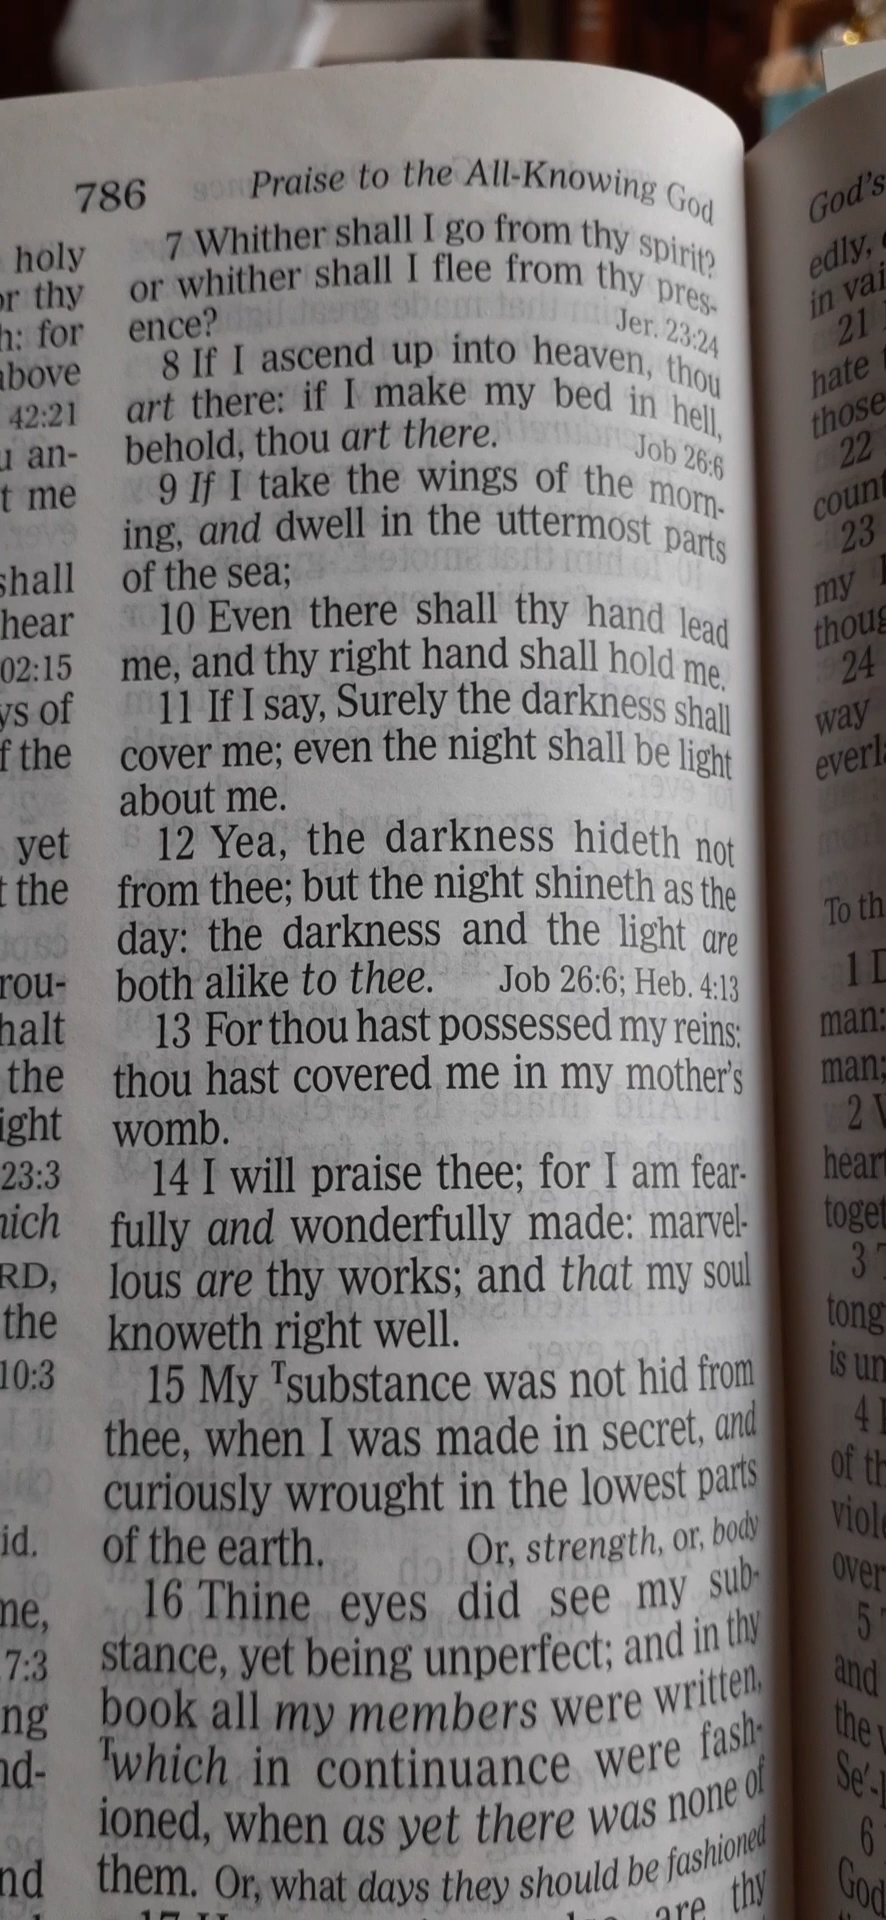 holy
or thy
h: for
above
42:21
u an-
t me
shall
hear
02:15
ys of
f the
yet
t the
rou-
halt
the
ight
23:3
hich
RD,
the
10:3
id.
me,
7:3
ng
nd-
nd
786 Praise to the All-Knowing God
7 Whither shall I go from thy spirit?
or whither shall I flee from thy pres-
ence? Jer. 23:24
8 If I ascend up into heaven, thou
art there: if I make my bed in hell,
behold, thou art there. Job 26:6
9 If I take the wings of the morn-
ing, and dwell in the uttermost parts
of the sea;
10 Even there shall thy hand lead
me, and thy right hand shall hold me.
11 If I say, Surely the darkness shall
cover me; even the night shall be light
about me.
12 Yea, the darkness hideth not
from thee; but the night shineth as the
day: the darkness and the light are
both alike to thee. Job 26:6; Heb. 4:13
13 For thou hast possessed my reins:
thou hast covered me in my mother's
womb.
14 I will praise thee; for I am fear-
fully and wonderfully made: marvel-
lous are thy works; and that my soul
knoweth right well.
15 My Tsubstance was not hid from
thee, when I was made in secret, and
curiously wrought in the lowest parts
of the earth. Or, strength, or, body
16 Thine eyes did see my sub-
stance, yet being unperfect; and in thy
book all my members were written,
Twhich in continuance were fash-
ioned, when as yet there was none of
them. Or, what days they should be fashioned
17 are thy
God's
edly,
in vai
21
hate
those
22
count
23
my
thoug
24
way
everl
To th
1
man:
man;
2
heart
toget
3
tong
is un
4
of th
viol
over
5
and
the
Se'-
6
God